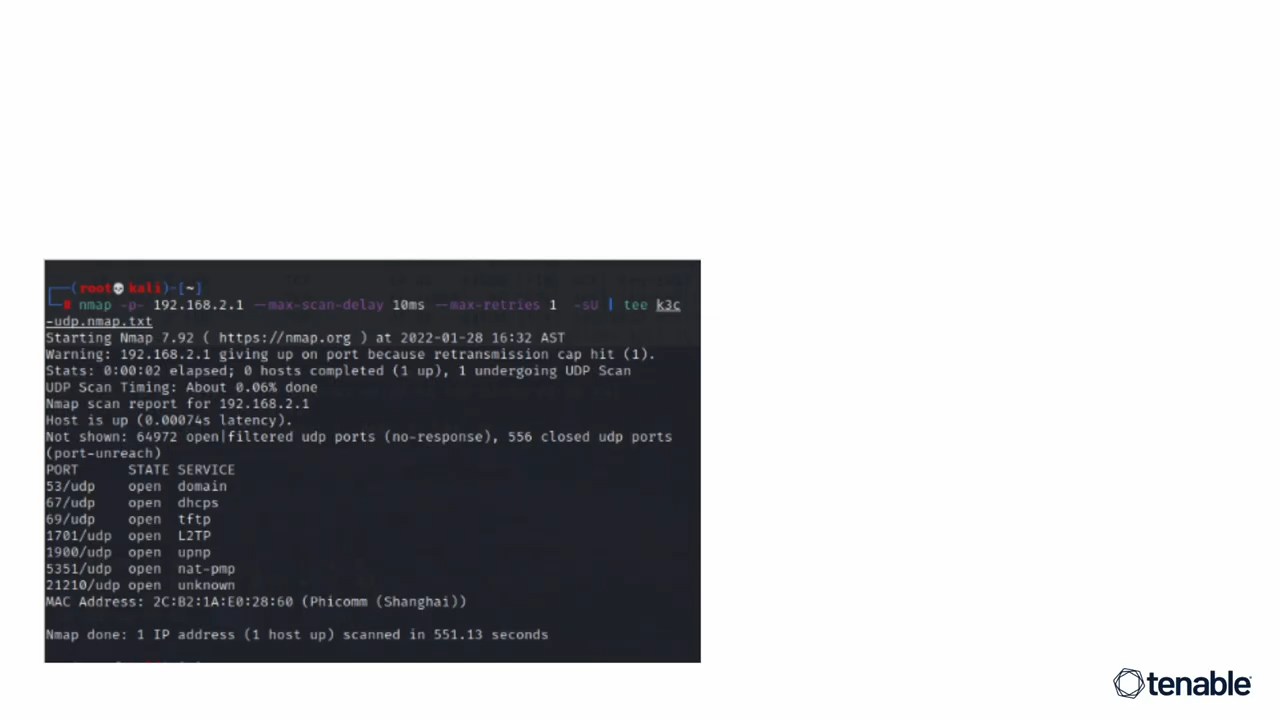 (root💀kali)-[~]
# nmap -p- 192.168.2.1 --max-scan-delay 10ms --max-retries 1 -sU | tee k3c
-udp.nmap.txt
Starting Nmap 7.92 ( https://nmap.org ) at 2022-01-28 16:32 AST
Warning: 192.168.2.1 giving up on port because retransmission cap hit (1).
Stats: 0:00:02 elapsed; 0 hosts completed (1 up), 1 undergoing UDP Scan
UDP Scan Timing: About 0.06% done
Nmap scan report for 192.168.2.1
Host is up (0.00074s latency).
Not shown: 64972 open|filtered udp ports (no-response), 556 closed udp ports
(port-unreach)
PORT STATE SERVICE
53/udp open domain
67/udp open dhcps
69/udp open tftp
1701/udp open L2TP
1900/udp open upnp
5351/udp open nat-pmp
21210/udp open unknown
MAC Address: 2C:B2:1A:E0:28:60 (Phicomm (Shanghai))
Nmap done: 1 IP address (1 host up) scanned in 551.13 seconds
tenable